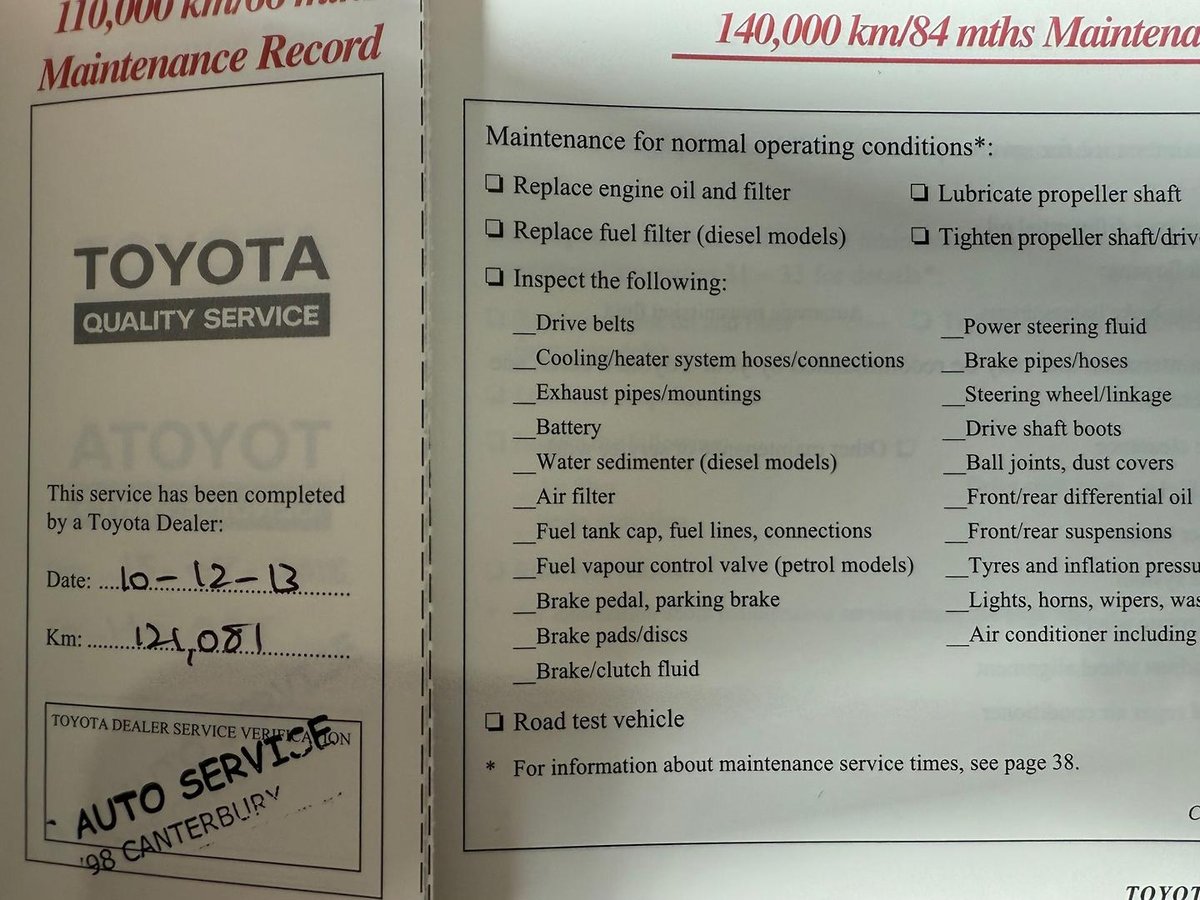 110,000 km/66 mths
Maintenance Record
TOYOTA
QUALITY SERVICE
This service has been completed
by a Toyota Dealer:
Date: 10-12-13
Km: 121,081
TOYOTA DEALER SERVICE VERIFICATION
AUTO SERVICE
'98 CANTERBURY
140,000 km/84 mths Maintena
Maintenance for normal operating conditions*:
❏ Replace engine oil and filter
❏ Replace fuel filter (diesel models)
❏ Inspect the following:
__Drive belts
__Cooling/heater system hoses/connections
__Exhaust pipes/mountings
__Battery
__Water sedimenter (diesel models)
__Air filter
__Fuel tank cap, fuel lines, connections
__Fuel vapour control valve (petrol models)
__Brake pedal, parking brake
__Brake pads/discs
__Brake/clutch fluid
❏ Lubricate propeller shaft
❏ Tighten propeller shaft/driv
__Power steering fluid
__Brake pipes/hoses
__Steering wheel/linkage
__Drive shaft boots
__Ball joints, dust covers
__Front/rear differential oil
__Front/rear suspensions
__Tyres and inflation pressu
__Lights, horns, wipers, was
__Air conditioner including
❏ Road test vehicle
* For information about maintenance service times, see page 38.
C
TOYOT